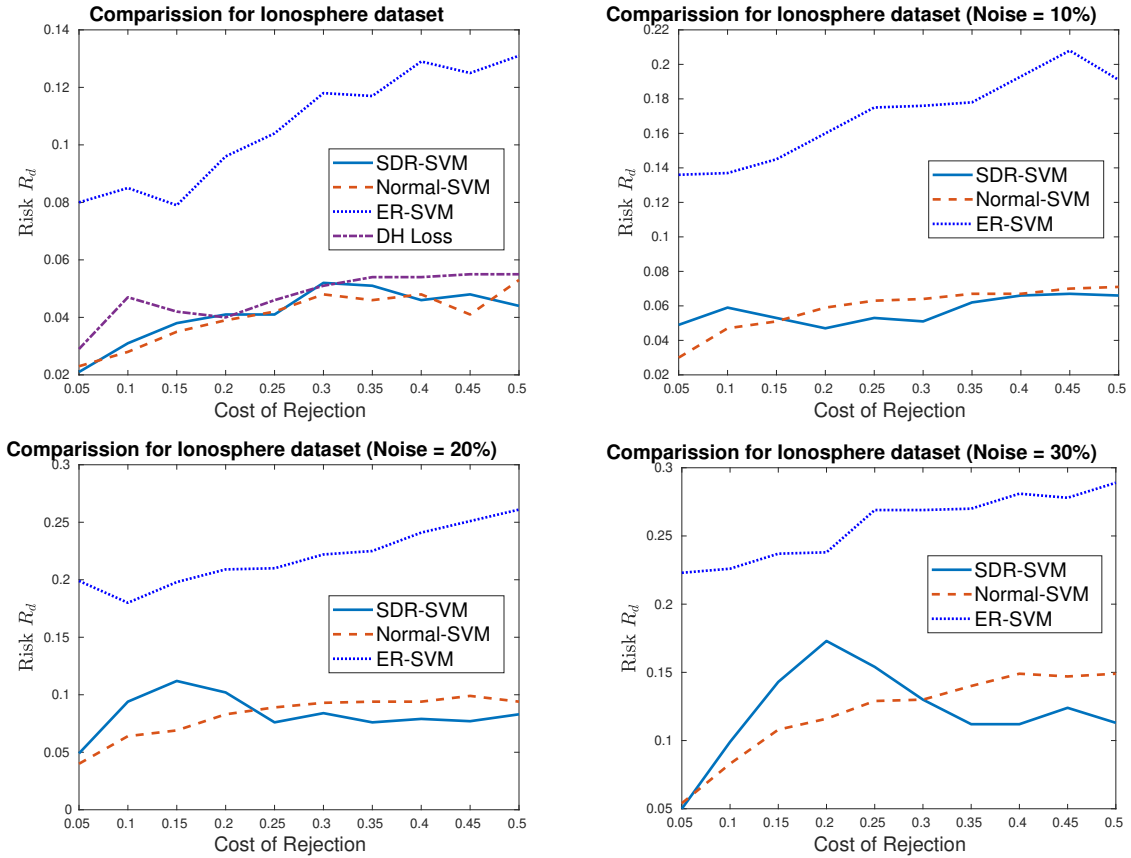 Comparission for Ionosphere dataset
0.14
0.12
0.1
0.08
0.06
0.04
0.02
Risk R_d
SDR-SVM
Normal-SVM
ER-SVM
DH Loss
0.05 0.1 0.15 0.2 0.25 0.3 0.35 0.4 0.45 0.5
Cost of Rejection
Comparission for Ionosphere dataset (Noise = 10%)
0.22
0.2
0.18
0.16
0.14
0.12
0.1
0.08
0.06
0.04
0.02
Risk R_d
SDR-SVM
Normal-SVM
ER-SVM
0.05 0.1 0.15 0.2 0.25 0.3 0.35 0.4 0.45 0.5
Cost of Rejection
Comparission for Ionosphere dataset (Noise = 20%)
0.3
0.25
0.2
0.15
0.1
0.05
0
Risk R_d
SDR-SVM
Normal-SVM
ER-SVM
0.05 0.1 0.15 0.2 0.25 0.3 0.35 0.4 0.45 0.5
Cost of Rejection
Comparission for Ionosphere dataset (Noise = 30%)
0.3
0.25
0.2
0.15
0.1
0.05
Risk R_d
SDR-SVM
Normal-SVM
ER-SVM
0.05 0.1 0.15 0.2 0.25 0.3 0.35 0.4 0.45 0.5
Cost of Rejection